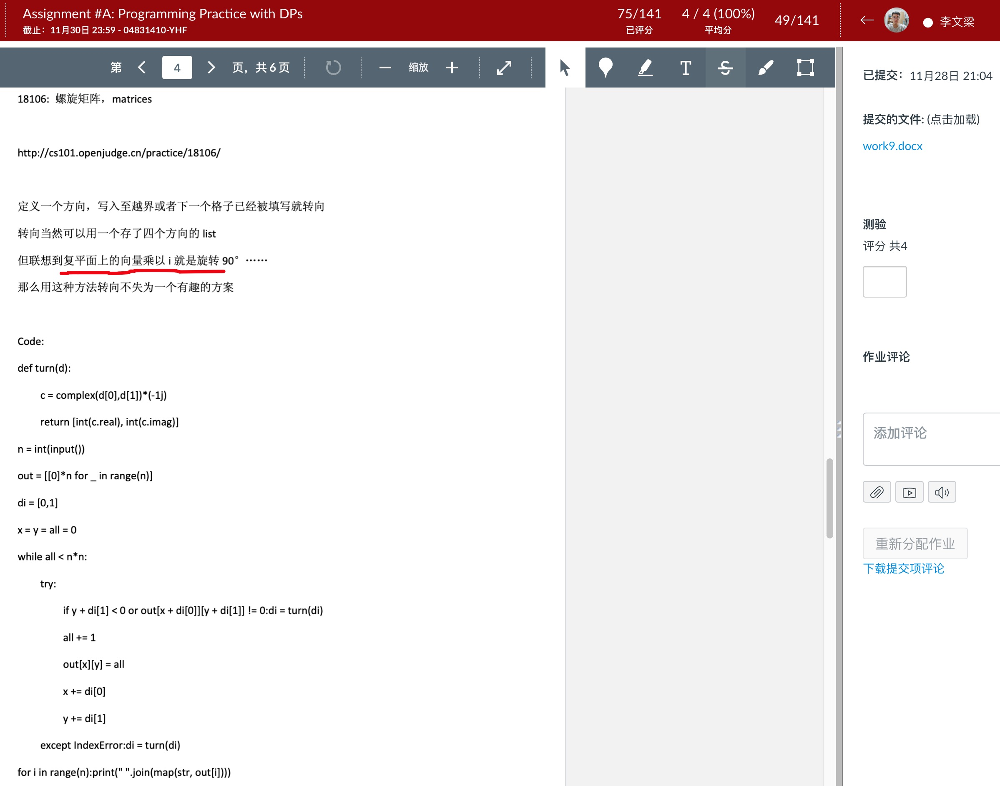 Assignment #A: Programming Practice with DPs
截止：11月30日 23:59 - 04831410-YHF
75/141
已评分
4 / 4 (100%)
平均分
49/141
李文梁
第 4 页，共 6 页
缩放
18106: 螺旋矩阵，matrices
http://cs101.openjudge.cn/practice/18106/
定义一个方向，写入至越界或者下一个格子已经被填写就转向
转向当然可以用一个存了四个方向的 list
但联想到复平面上的向量乘以 i 就是旋转 90° ……
那么用这种方法转向不失为一个有趣的方案
Code:
def turn(d):
c = complex(d[0],d[1])*(-1j)
return [int(c.real), int(c.imag)]
n = int(input())
out = [[0]*n for _ in range(n)]
di = [0,1]
x = y = all = 0
while all < n*n:
try:
if y + di[1] < 0 or out[x + di[0]][y + di[1]] != 0:di = turn(di)
all += 1
out[x][y] = all
x += di[0]
y += di[1]
except IndexError:di = turn(di)
for i in range(n):print(" ".join(map(str, out[i])))
已提交：11月28日 21:04
提交的文件: (点击加载)
work9.docx
测验
评分 共4
作业评论
添加评论
重新分配作业
下载提交项评论